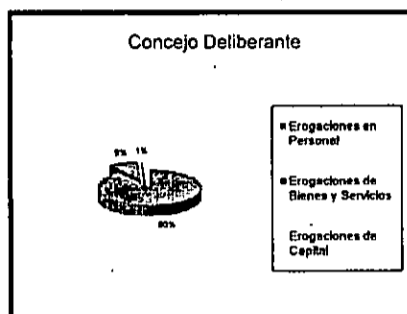 Concejo Deliberante
9% 1%
90%
Erogaciones en
Personal
Erogaciones de
Bienes y Servicios
Erogaciones de
Capital